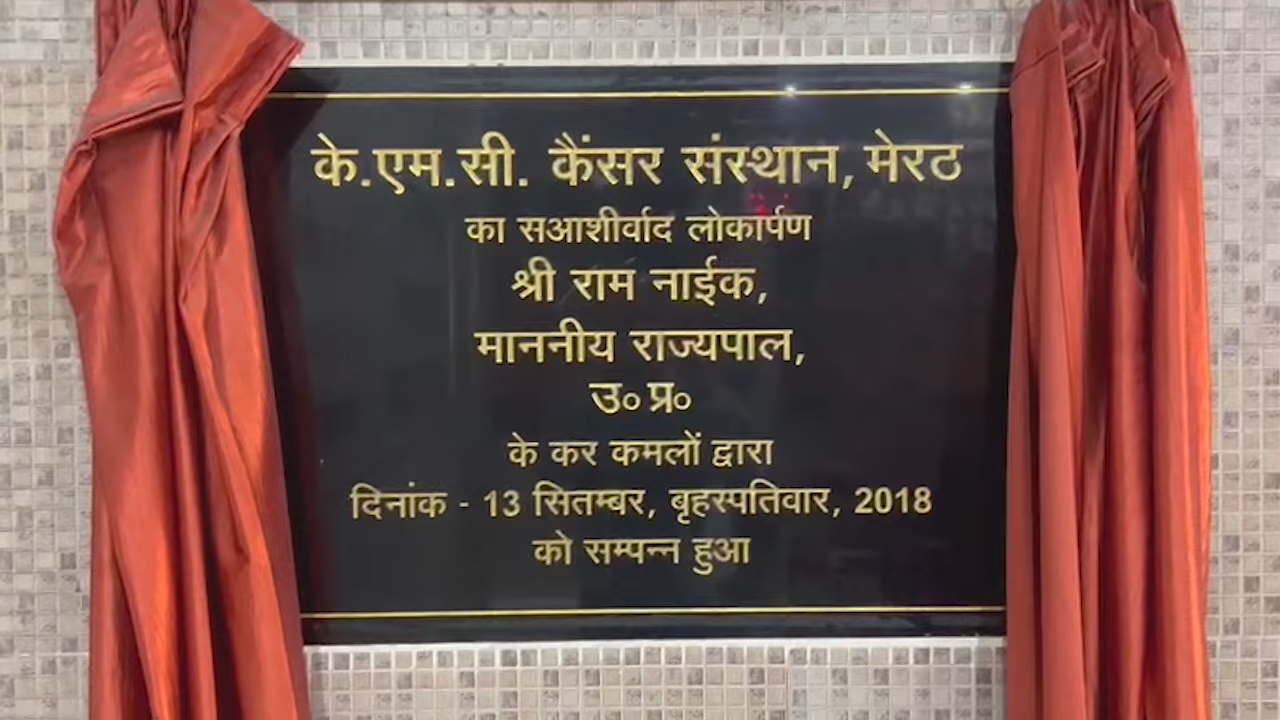 के.एम.सी. कैंसर संस्थान, मेरठ
का सआशीर्वाद लोकार्पण
श्री राम नाईक,
माननीय राज्यपाल,
उ० प्र०
के कर कमलों द्वारा
दिनांक - 13 सितम्बर, बृहस्पतिवार, 2018
को सम्पन्न हुआ